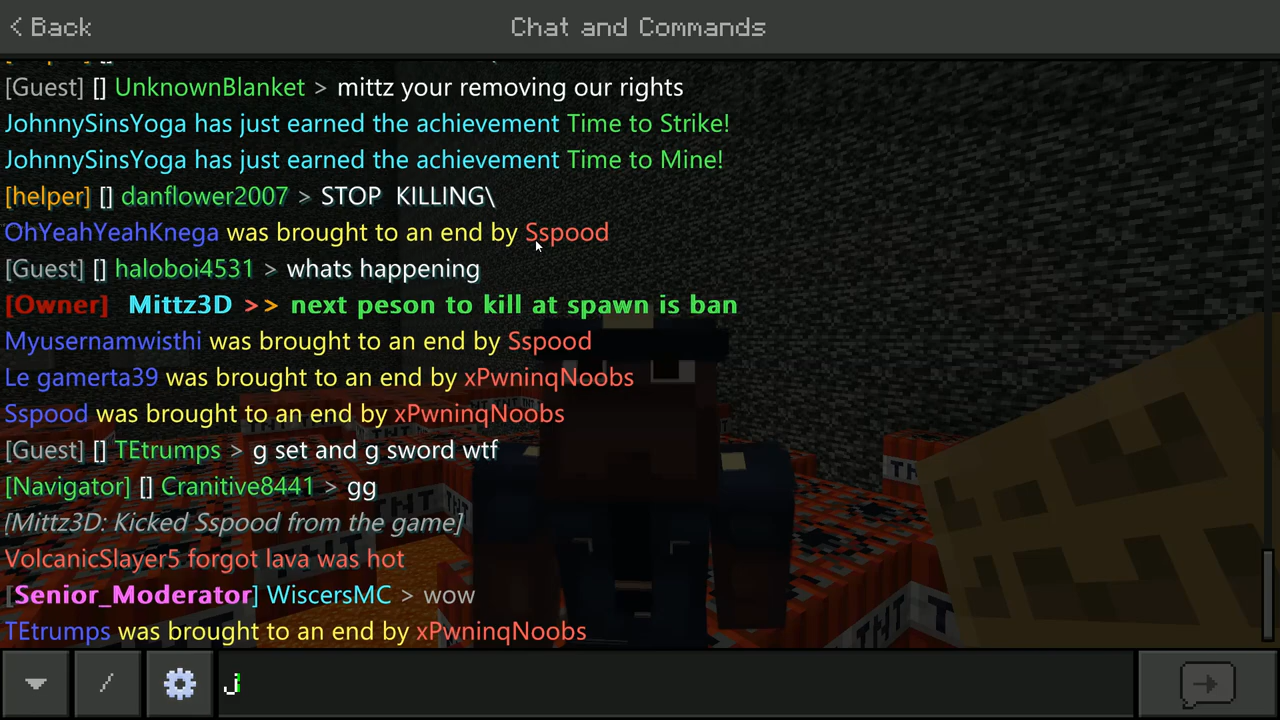 < Back
Chat and Commands
[Guest] [] UnknownBlanket > mittz your removing our rights
JohnnySinsYoga has just earned the achievement Time to Strike!
JohnnySinsYoga has just earned the achievement Time to Mine!
[helper] [] danflower2007 > STOP KILLING\
OhYeahYeahKnega was brought to an end by Sspood
[Guest] [] haloboi4531 > whats happening
[Owner] Mittz3D >> next peson to kill at spawn is ban
Myusernamwisthi was brought to an end by Sspood
Le gamerta39 was brought to an end by xPwninqNoobs
Sspood was brought to an end by xPwninqNoobs
[Guest] [] TEtrumps > g set and g sword wtf
[Navigator] [] Cranitive8441 > gg
[Mittz3D: Kicked Sspood from the game]
VolcanicSlayer5 forgot lava was hot
[Senior_Moderator] WiscersMC > wow
TEtrumps was brought to an end by xPwninqNoobs
/
TNT
TNT
TNT